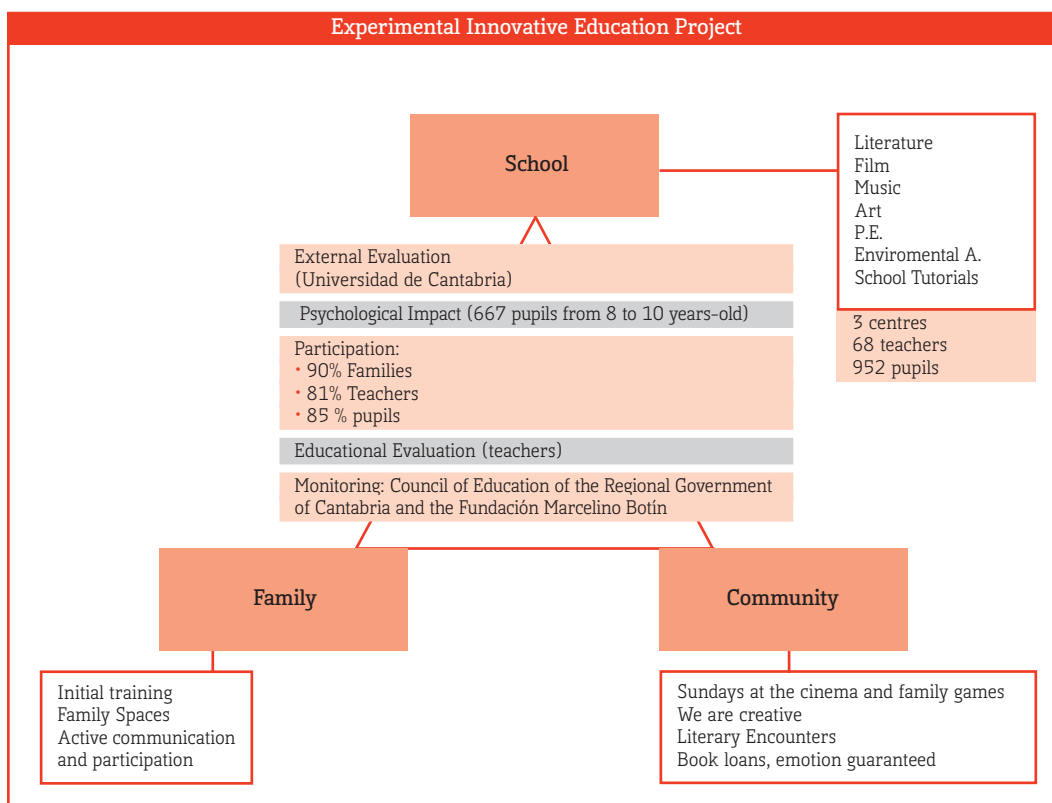 Experimental Innovative Education Project
School
Literature
Film
Music
Art
P.E.
Enviromental A.
School Tutorials
3 centres
68 teachers
952 pupils
External Evaluation
(Universidad de Cantabria)
Psychological Impact (667 pupils from 8 to 10 years-old)
Participation:
• 90% Families
• 81% Teachers
• 85 % pupils
Educational Evaluation (teachers)
Monitoring: Council of Education of the Regional Government
of Cantabria and the Fundación Marcelino Botín
Family
Community
Initial training
Family Spaces
Active communication
and participation
Sundays at the cinema and family games
We are creative
Literary Encounters
Book loans, emotion guaranteed